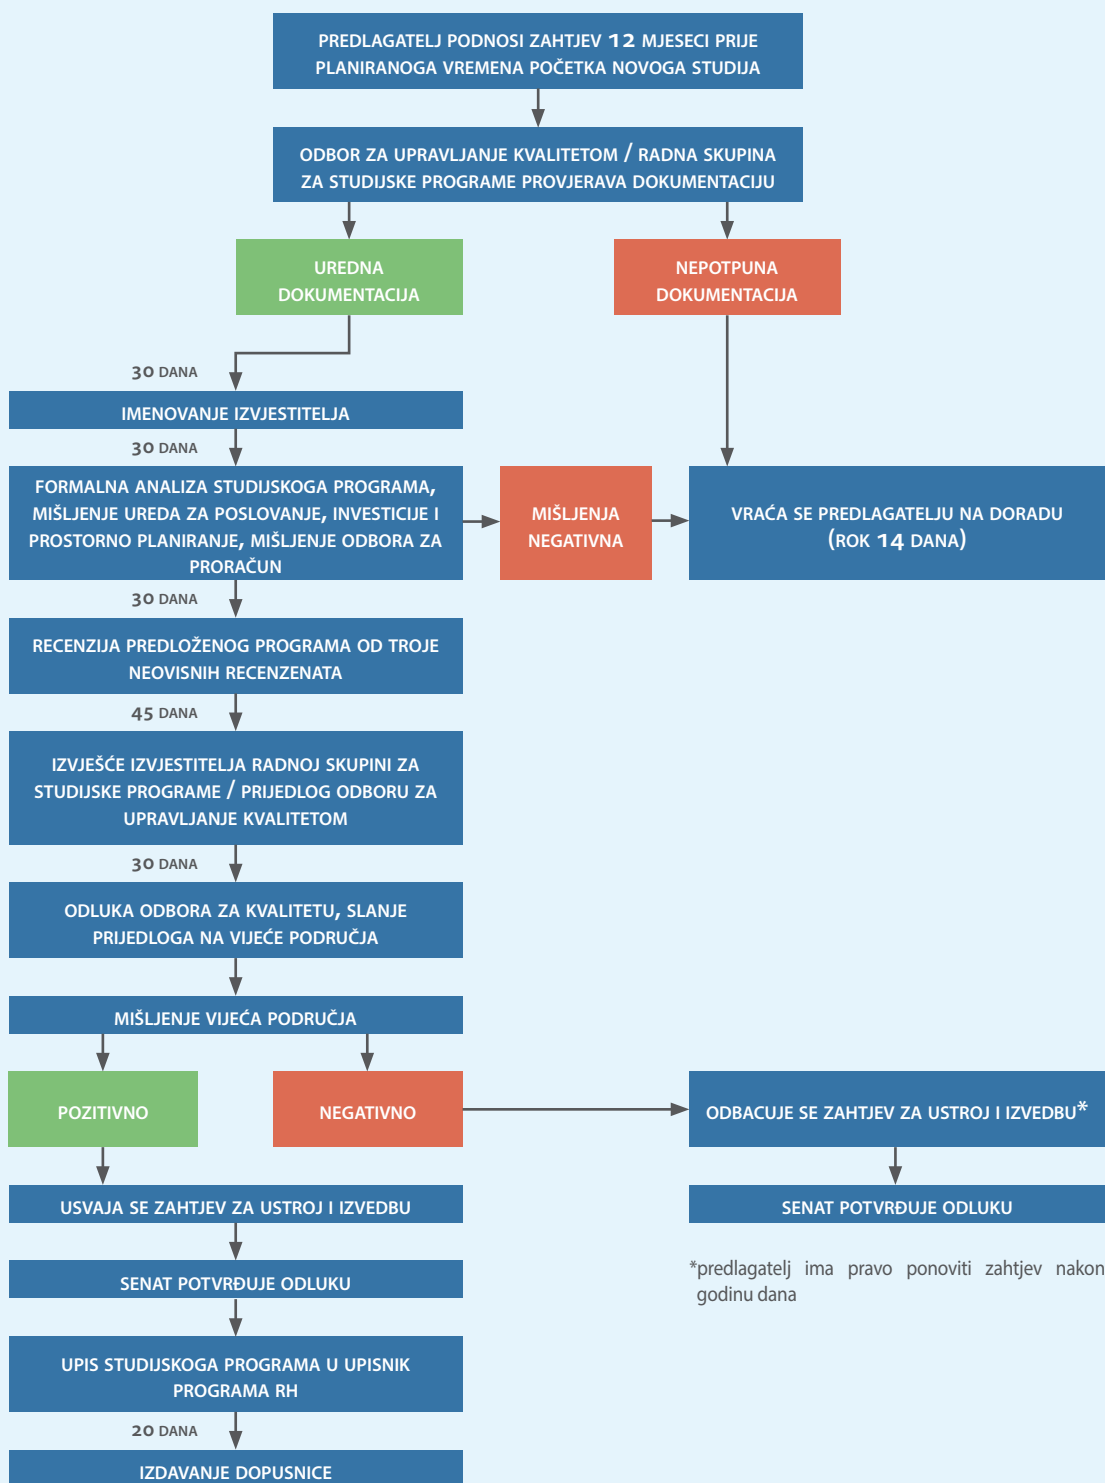 PREDLAGATELJ PODNOSI ZAHTJEV 12 MJESECI PRIJE
PLANIRANOGA VREMENA POČETKA NOVOGA STUDIJA
ODBOR ZA UPRAVLJANJE KVALITETOM / RADNA SKUPINA
ZA STUDIJSKE PROGRAME PROVJERAVA DOKUMENTACIJU
UREDNA
DOKUMENTACIJA
NEPOTPUNA
DOKUMENTACIJA
30 DANA
IMENOVANJE IZVJESTITELJA
30 DANA
FORMALNA ANALIZA STUDIJSKOGA PROGRAMA,
MIŠLJENJE UREDA ZA POSLOVANJE, INVESTICIJE I
PROSTORNO PLANIRANJE, MIŠLJENJE ODBORA ZA
PRORAČUN
MIŠLJENJA
NEGATIVNA
VRAĆA SE PREDLAGATELJU NA DORADU
(ROK 14 DANA)
30 DANA
RECENZIJA PREDLOŽENOG PROGRAMA OD TROJE
NEOVISNIH RECENZENATA
45 DANA
IZVJEŠĆE IZVJESTITELJA RADNOJ SKUPINI ZA
STUDIJSKE PROGRAME / PRIJEDLOG ODBORU ZA
UPRAVLJANJE KVALITETOM
30 DANA
ODLUKA ODBORA ZA KVALITETU, SLANJE
PRIJEDLOGA NA VIJEĆE PODRUČJA
MIŠLJENJE VIJEĆA PODRUČJA
POZITIVNO
NEGATIVNO
ODBACUJE SE ZAHTJEV ZA USTROJ I IZVEDBU*
USVAJA SE ZAHTJEV ZA USTROJ I IZVEDBU
SENAT POTVRĐUJE ODLUKU
SENAT POTVRĐUJE ODLUKU
*predlagatelj ima pravo ponoviti zahtjev nakon
godinu dana
UPIS STUDIJSKOGA PROGRAMA U UPISNIK
PROGRAMA RH
20 DANA
IZDAVANJE DOPUSNICE